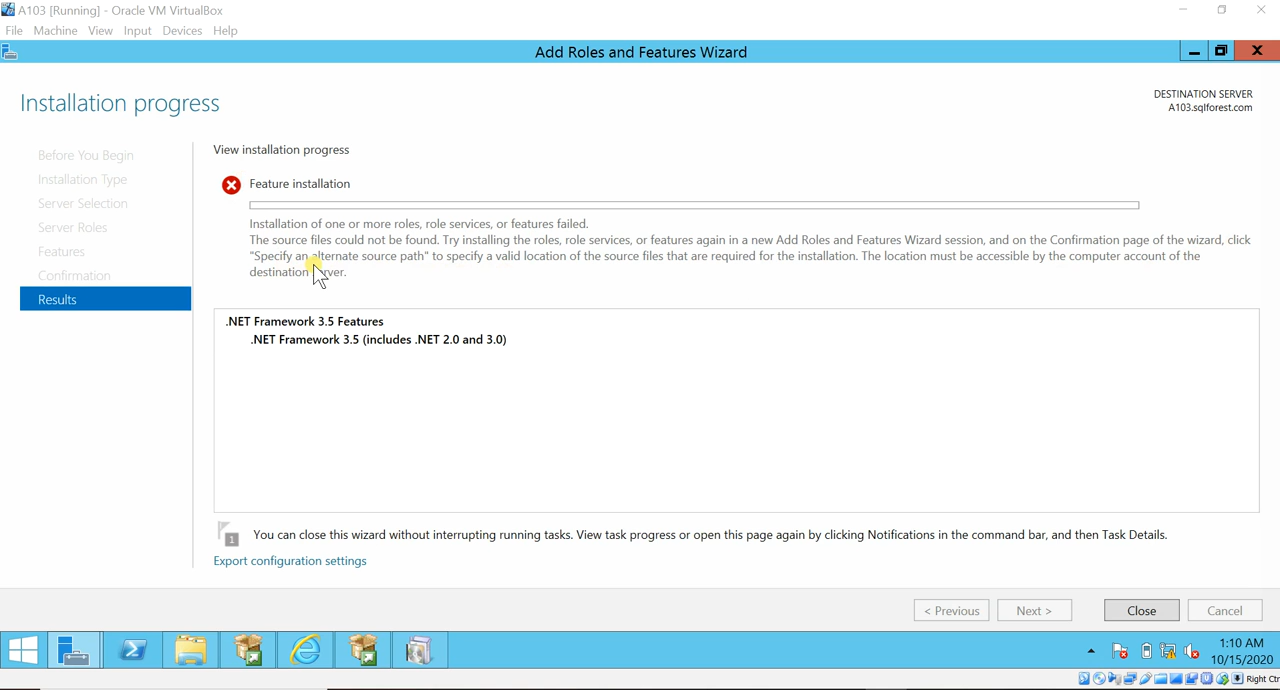 A103 [Running] - Oracle VM VirtualBox
File Machine View Input Devices Help
Add Roles and Features Wizard
Installation progress
DESTINATION SERVER
A103.sqlforest.com
Before You Begin
Installation Type
Server Selection
Server Roles
Features
Confirmation
Results
View installation progress
Feature installation
Installation of one or more roles, role services, or features failed.
The source files could not be found. Try installing the roles, role services, or features again in a new Add Roles and Features Wizard session, and on the Confirmation page of the wizard, click
"Specify an alternate source path" to specify a valid location of the source files that are required for the installation. The location must be accessible by the computer account of the
destination server.
.NET Framework 3.5 Features
.NET Framework 3.5 (includes .NET 2.0 and 3.0)
1
You can close this wizard without interrupting running tasks. View task progress or open this page again by clicking Notifications in the command bar, and then Task Details.
Export configuration settings
< Previous
Next >
Close
Cancel
1:10 AM
10/15/2020
Right Ctr